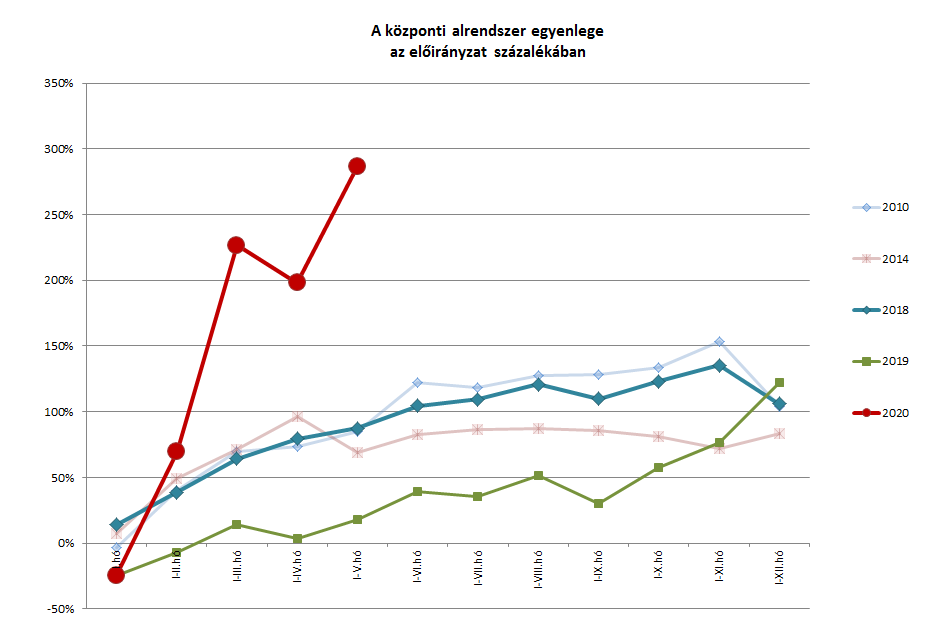 A központi alrendszer egyenlege
az előirányzat százalékában
350%
300%
250%
200%
150%
100%
50%
0%
-50%
.hó
I-II.hó
I-III.hó
I-IV.hó
I-V.hó
I-VI.hó
I-VII.hó
I-VIII.hó
I-IX.hó
I-X.hó
I-XI.hó
I-XII.hó
2010
2014
2018
2019
2020